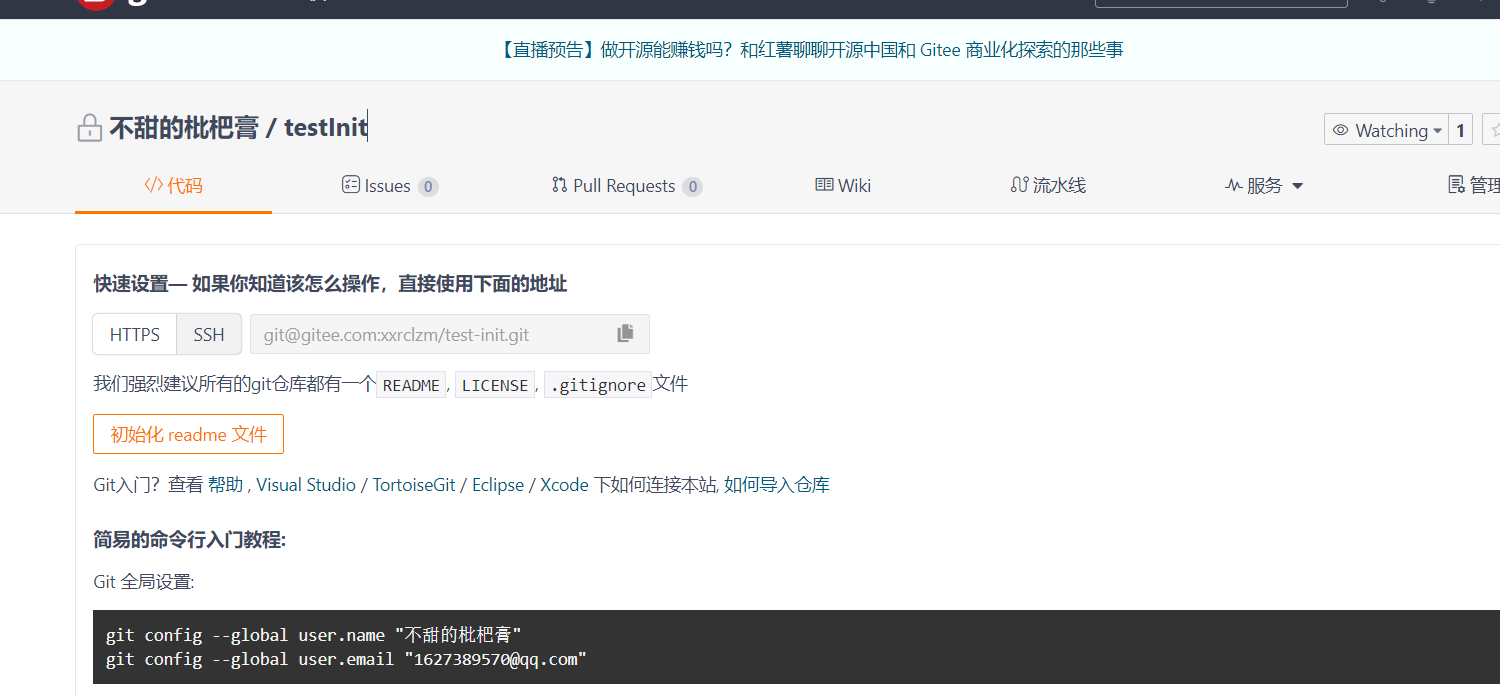 【直播预告】做开源能赚钱吗？和红薯聊聊开源中国和 Gitee 商业化探索的那些事
不甜的枇杷膏 / testInit
Watching 1
代码 Issues 0 Pull Requests 0 Wiki 流水线 服务 管理
快速设置— 如果你知道该怎么操作，直接使用下面的地址
HTTPS SSH git@gitee.com:xxrclzm/test-init.git
我们强烈建议所有的git仓库都有一个 README, LICENSE, .gitignore文件
初始化 readme 文件
Git入门？查看 帮助 , Visual Studio / TortoiseGit / Eclipse / Xcode 下如何连接本站, 如何导入仓库
简易的命令行入门教程:
Git 全局设置:
git config --global user.name "不甜的枇杷膏"
git config --global user.email "1627389570@qq.com"